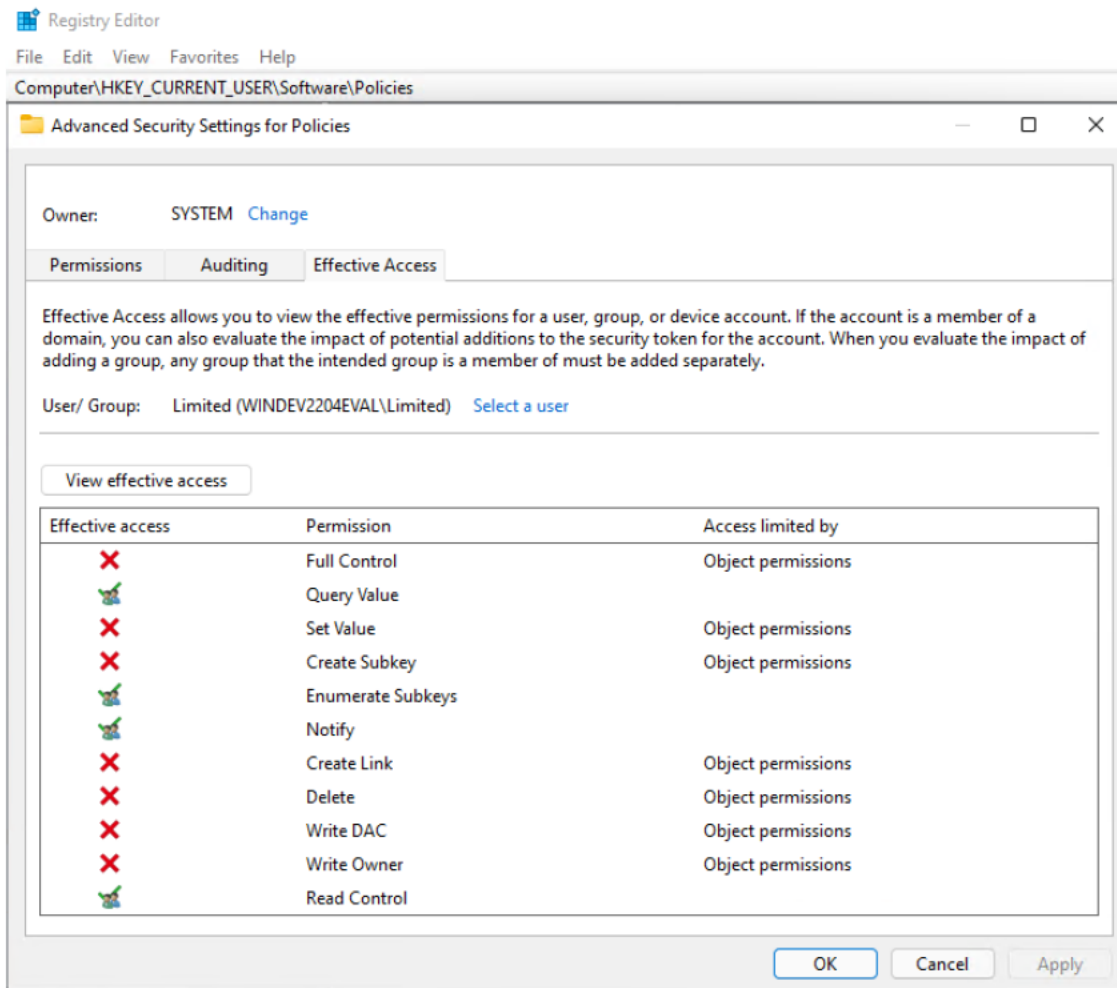 Registry Editor
File Edit View Favorites Help
Computer\HKEY_CURRENT_USER\Software\Policies
Advanced Security Settings for Policies
Owner: SYSTEM Change
Permissions Auditing Effective Access
Effective Access allows you to view the effective permissions for a user, group, or device account. If the account is a member of a
domain, you can also evaluate the impact of potential additions to the security token for the account. When you evaluate the impact of
adding a group, any group that the intended group is a member of must be added separately.
User/ Group: Limited (WINDEV2204EVAL\Limited) Select a user
View effective access
Effective access Permission Access limited by
Full Control Object permissions
Query Value
Set Value Object permissions
Create Subkey Object permissions
Enumerate Subkeys
Notify
Create Link Object permissions
Delete Object permissions
Write DAC Object permissions
Write Owner Object permissions
Read Control
OK Cancel Apply